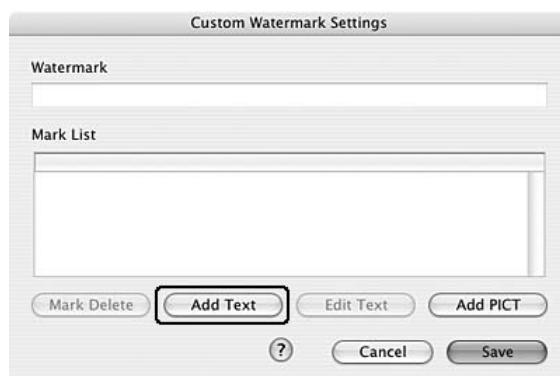 Custom Watermark Settings
Watermark
Mark List
Mark Delete Add Text Edit Text Add PICT
? Cancel Save